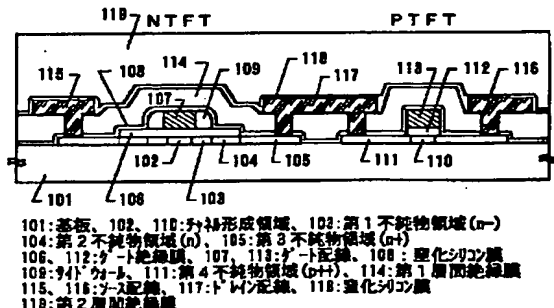 119 NTFT PTFT
115 108 107 114 109 118 117 113 112 116
102 104 105 111 110
101 106 103
101:基板、102、110:チャネル形成領域、103:第1不純物領域(n-)
104:第2不純物領域(n)、105:第3不純物領域(n+)
106、112:ゲート絶縁膜、107、113:ゲート配線、108:窒化シリコン膜
109:サイドウォール、111:第4不純物領域(p++)、114:第1層間絶縁膜
115、116:ソース配線、117:ドレイン配線、118:窒化シリコン膜
119:第2層間絶縁膜